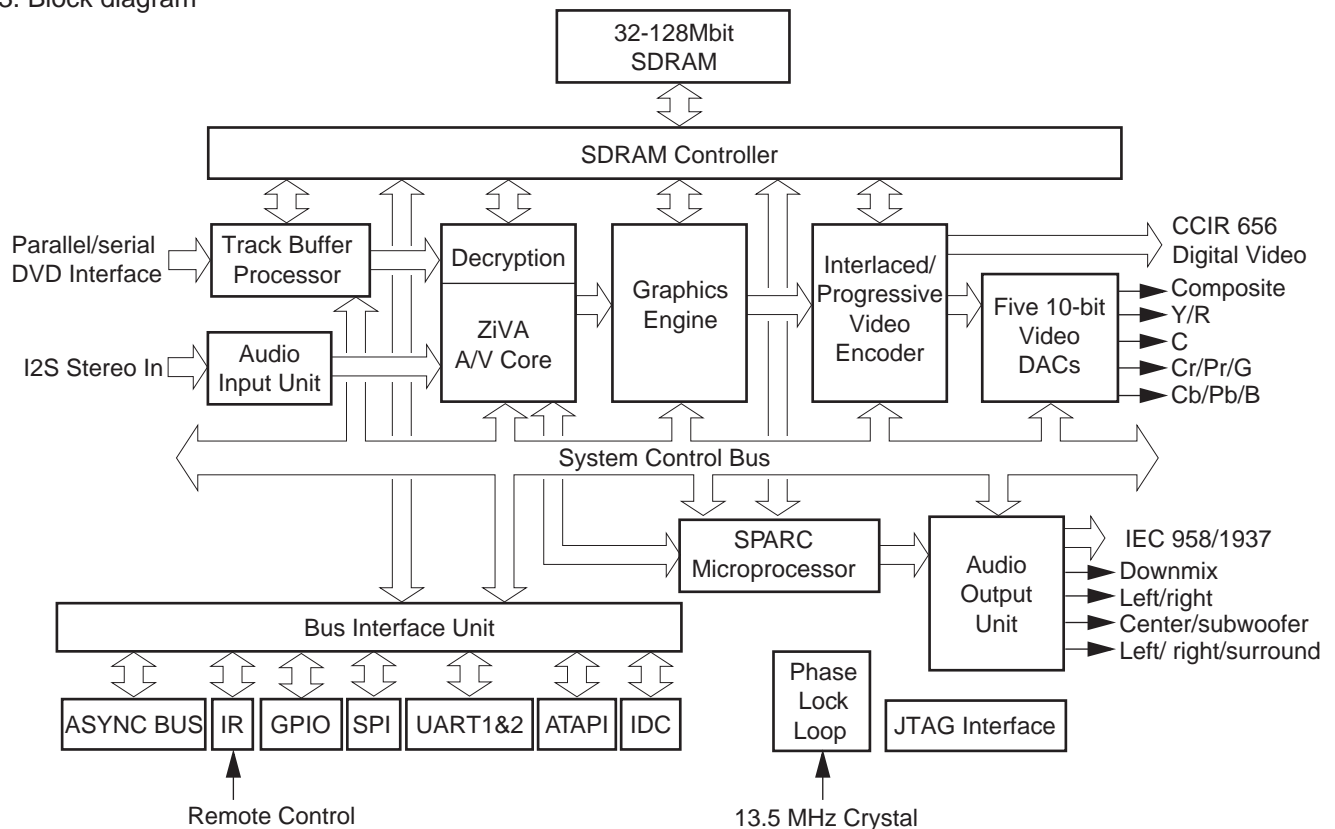 3. Block diagram
32-128Mbit
SDRAM
SDRAM Controller
Parallel/serial
DVD Interface
Track Buffer
Processor
Decryption
ZiVA
A/V Core
Graphics
Engine
Interlaced/
Progressive
Video
Encoder
CCIR 656
Digital Video
Five 10-bit
Video
DACs
Composite
Y/R
C
Cr/Pr/G
Cb/Pb/B
I2S Stereo In
Audio
Input Unit
System Control Bus
SPARC
Microprocessor
Audio
Output
Unit
IEC 958/1937
Downmix
Left/right
Center/subwoofer
Left/ right/surround
Bus Interface Unit
ASYNC BUS
IR
GPIO
SPI
UART1&2
ATAPI
IDC
Remote Control
Phase
Lock
Loop
JTAG Interface
13.5 MHz Crystal